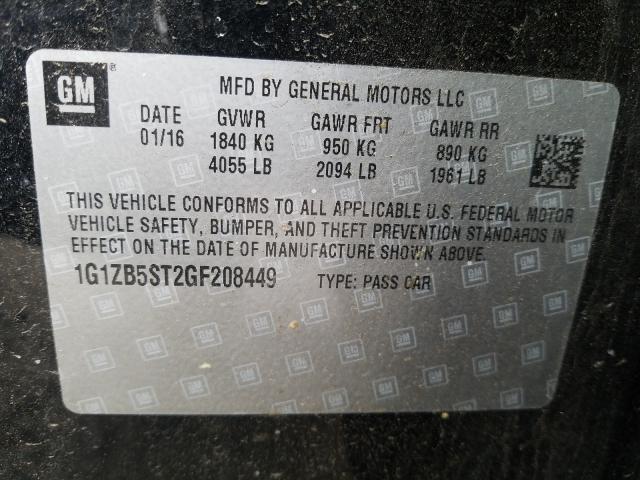 GM
MFD BY GENERAL MOTORS LLC
DATE GVWR GAWR FRT GAWR RR
01/16 1840 KG 950 KG 890 KG
4055 LB 2094 LB 1961 LB
THIS VEHICLE CONFORMS TO ALL APPLICABLE U.S. FEDERAL MOTOR
VEHICLE SAFETY, BUMPER, AND THEFT PREVENTION STANDARDS IN
EFFECT ON THE DATE OF MANUFACTURE SHOWN ABOVE.
1G1ZB5ST2GF208449 TYPE: PASS CAR